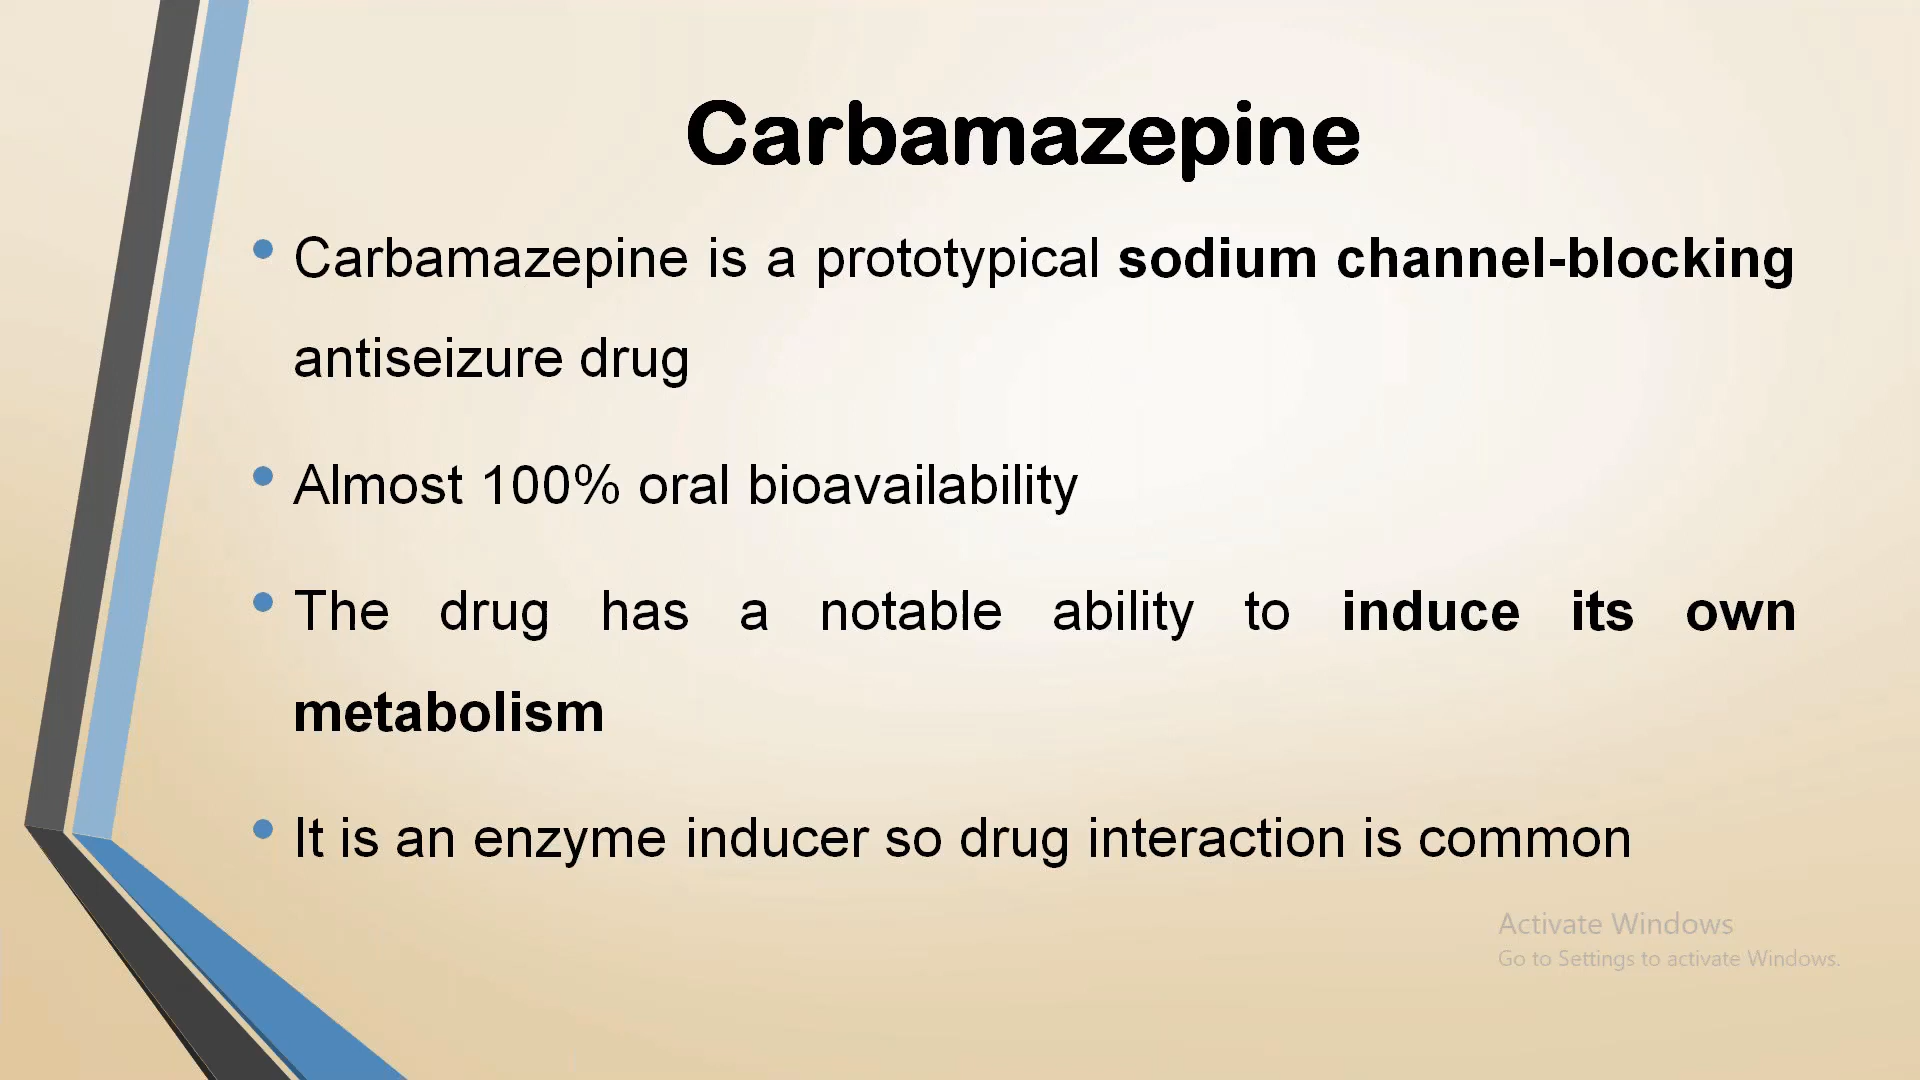 Carbamazepine
• Carbamazepine is a prototypical sodium channel-blocking
antiseizure drug
• Almost 100% oral bioavailability
• The drug has a notable ability to induce its own
metabolism
• It is an enzyme inducer so drug interaction is common
Activate Windows
Go to Settings to activate Windows.